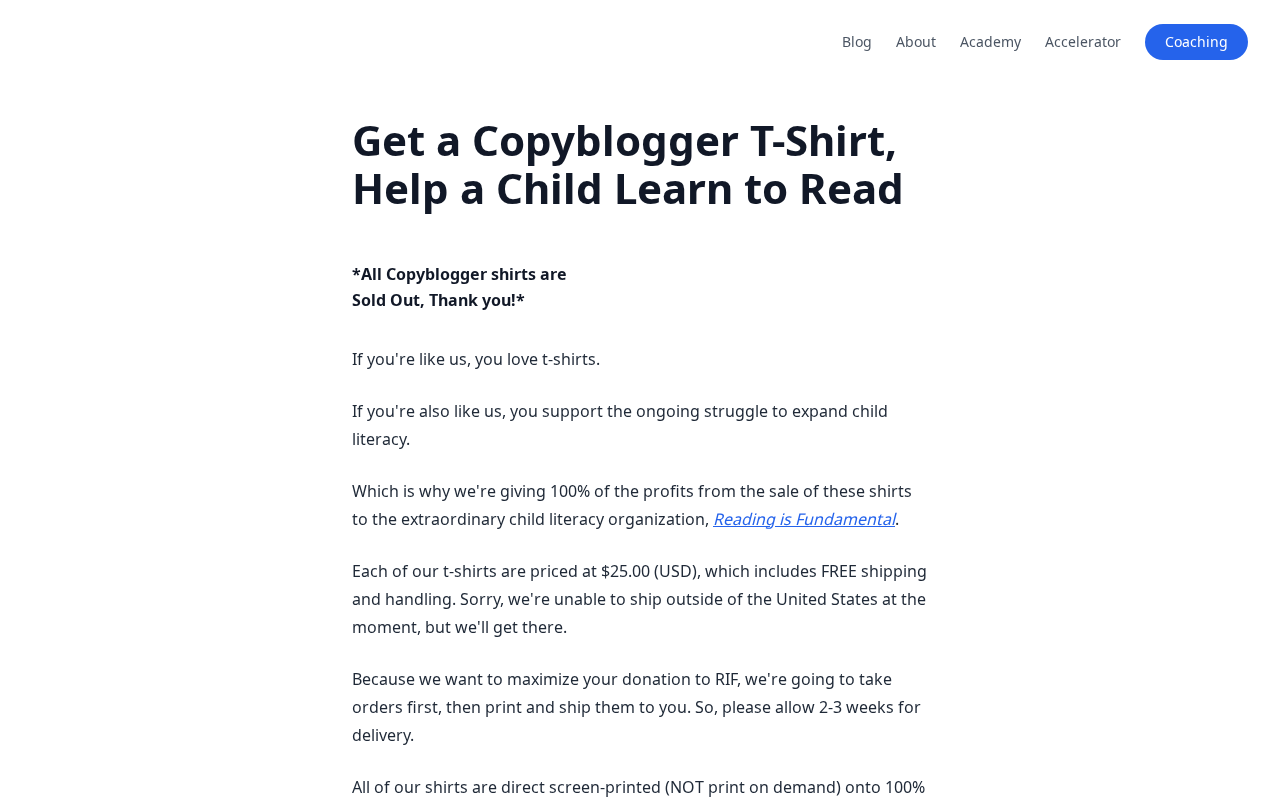 Blog
About
Academy
Accelerator
Coaching
Get a Copyblogger T-Shirt,
Help a Child Learn to Read
*All Copyblogger shirts are
Sold Out, Thank you!*
If you're like us, you love t-shirts.
If you're also like us, you support the ongoing struggle to expand child
literacy.
Which is why we're giving 100% of the profits from the sale of these shirts
to the extraordinary child literacy organization, Reading is Fundamental.
Each of our t-shirts are priced at $25.00 (USD), which includes FREE shipping
and handling. Sorry, we're unable to ship outside of the United States at the
moment, but we'll get there.
Because we want to maximize your donation to RIF, we're going to take
orders first, then print and ship them to you. So, please allow 2-3 weeks for
delivery.
All of our shirts are direct screen-printed (NOT print on demand) onto 100%